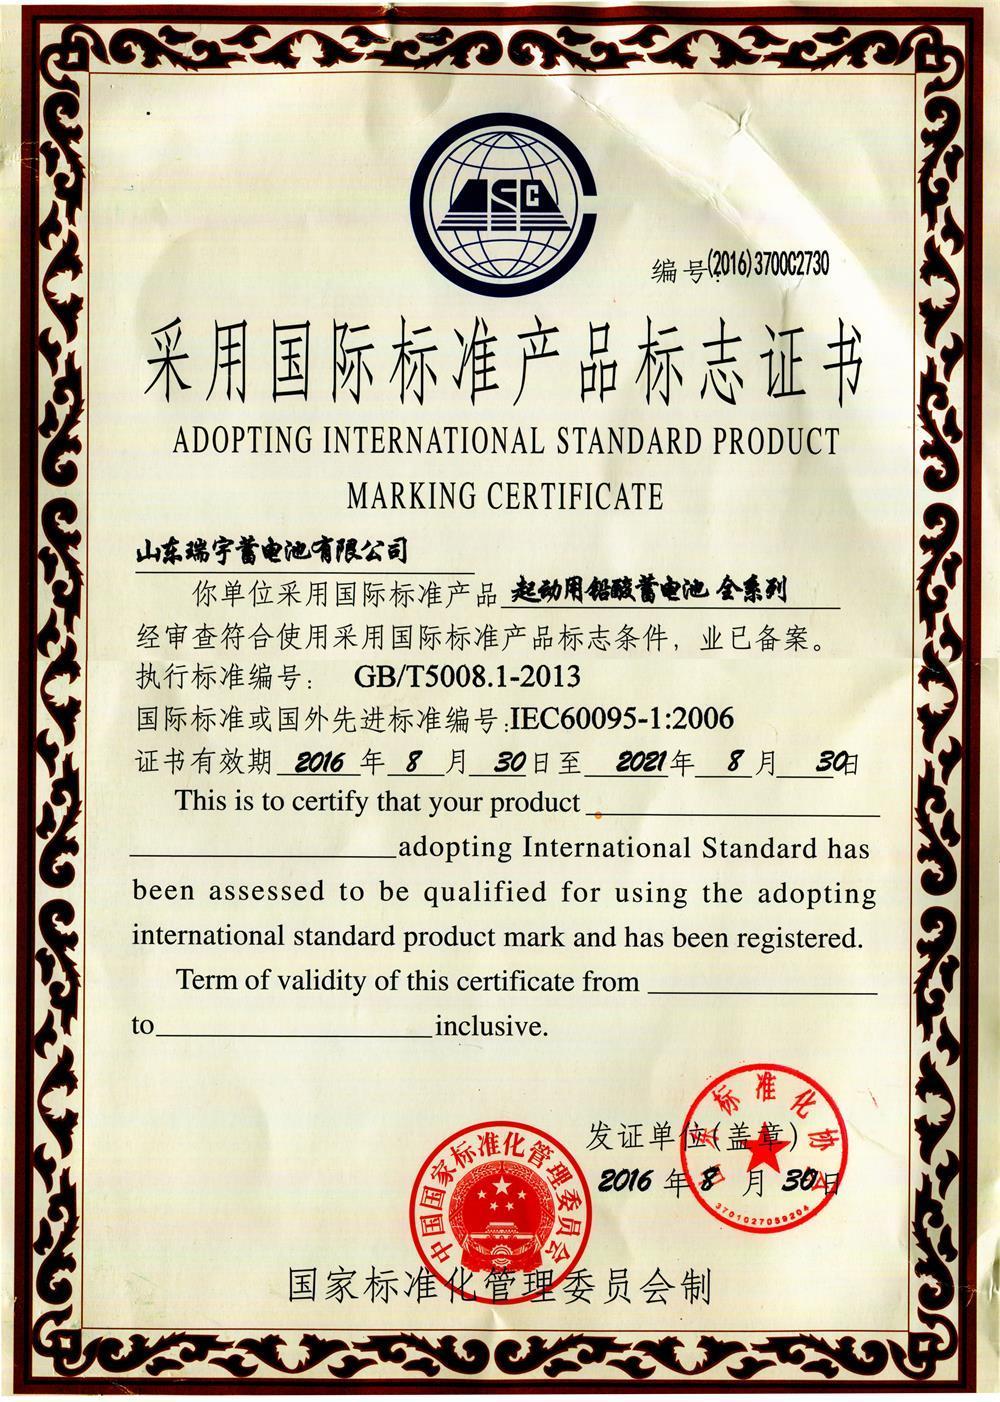 编号:(2016)3700C2730
采用国际标准产品标志证书
ADOPTING INTERNATIONAL STANDARD PRODUCT
MARKING CERTIFICATE
山东瑞宇蓄电池有限公司
你单位采用国际标准产品 起动用铅酸蓄电池 全系列
经审查符合使用采用国际标准产品标志条件，业已备案。
执行标准编号： GB/T5008.1-2013
国际标准或国外先进标准编号:IEC60095-1:2006
证书有效期 2016 年 8 月 30 日至 2021 年 8 月 30 日
This is to certify that your product
adopting International Standard has
been assessed to be qualified for using the adopting
international standard product mark and has been registered.
Term of validity of this certificate from
to inclusive.
发证单位(盖章)
山东标准化协会
2016 年 8 月 30 日
3701027059204
中国国家标准化管理委员会
国家标准化管理委员会制